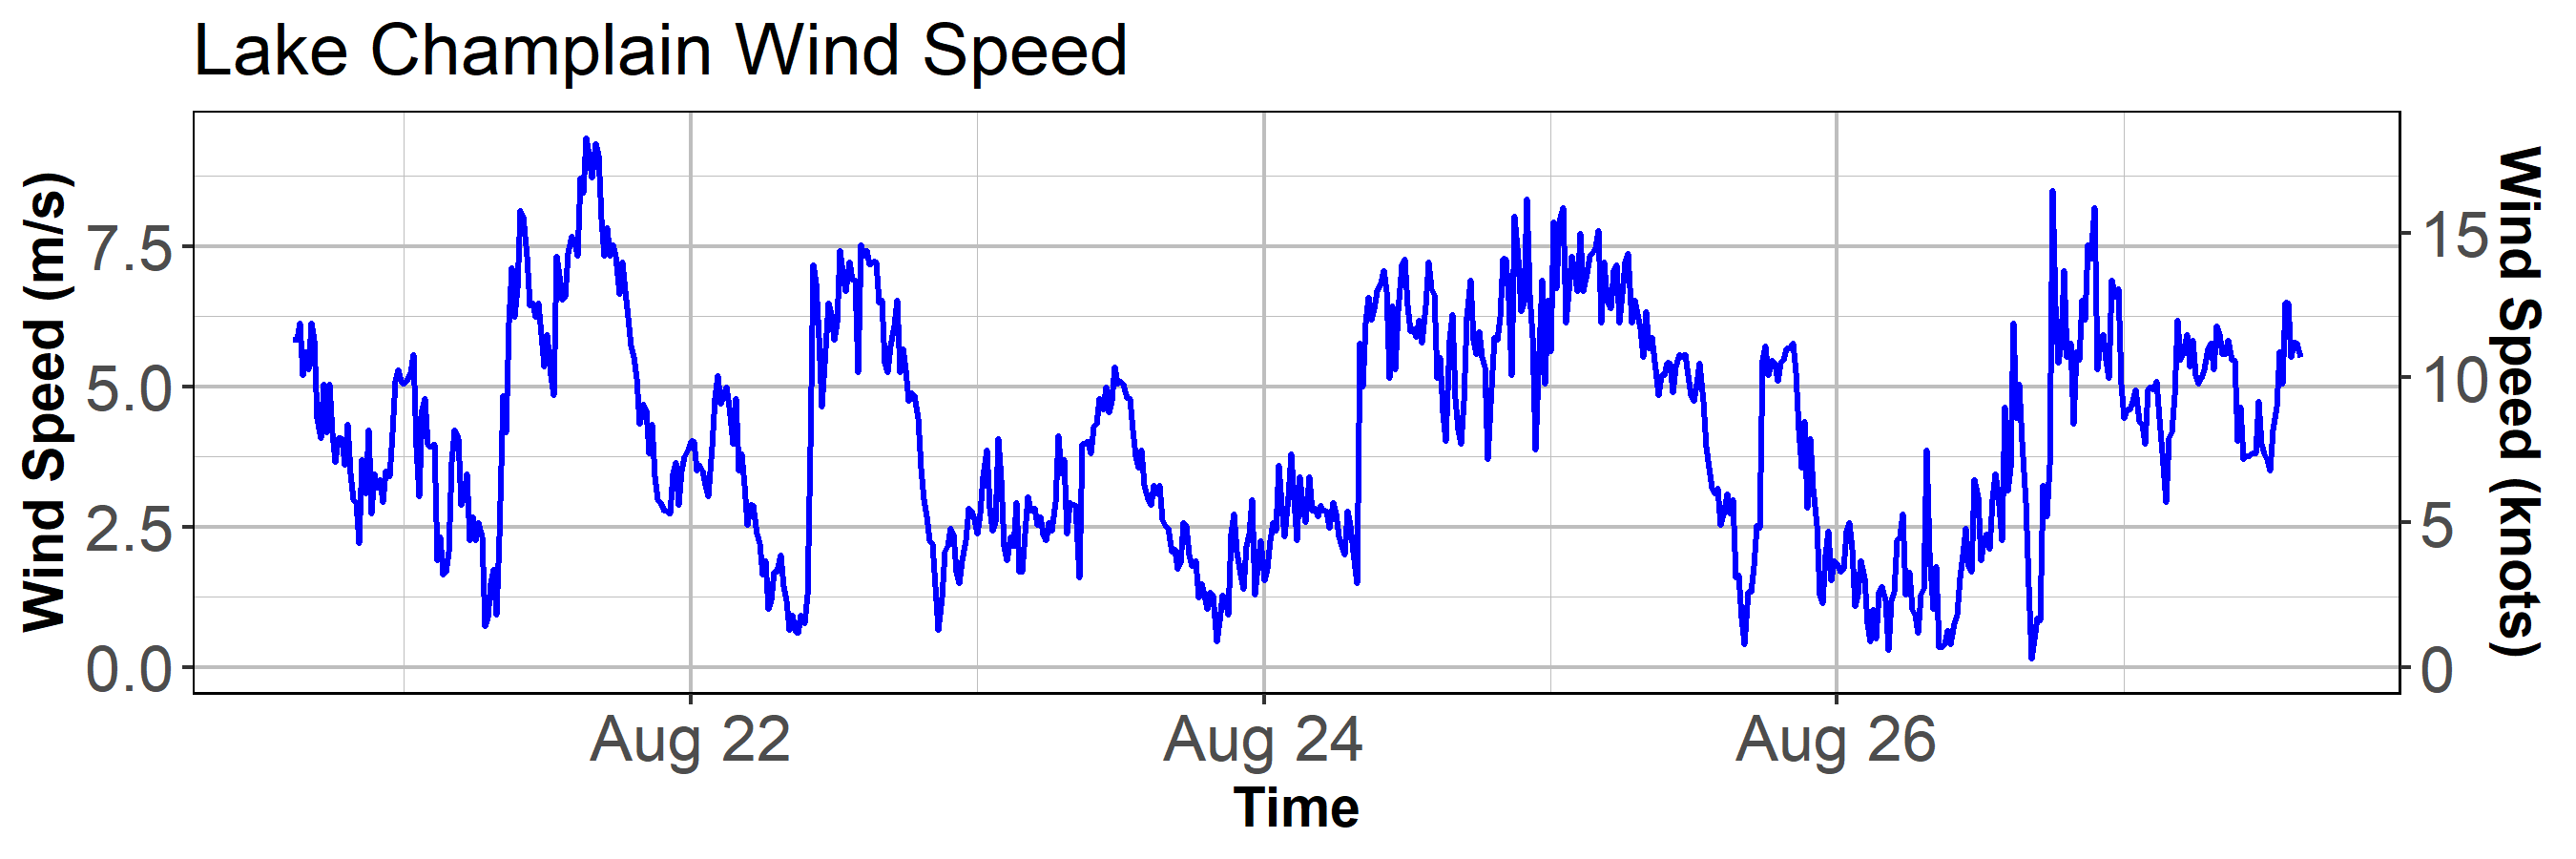 Lake Champlain Wind Speed
Wind Speed (m/s)
7.5
5.0
2.5
0.0
15
10
5
0
Wind Speed (knots)
Aug 22
Aug 24
Aug 26
Time